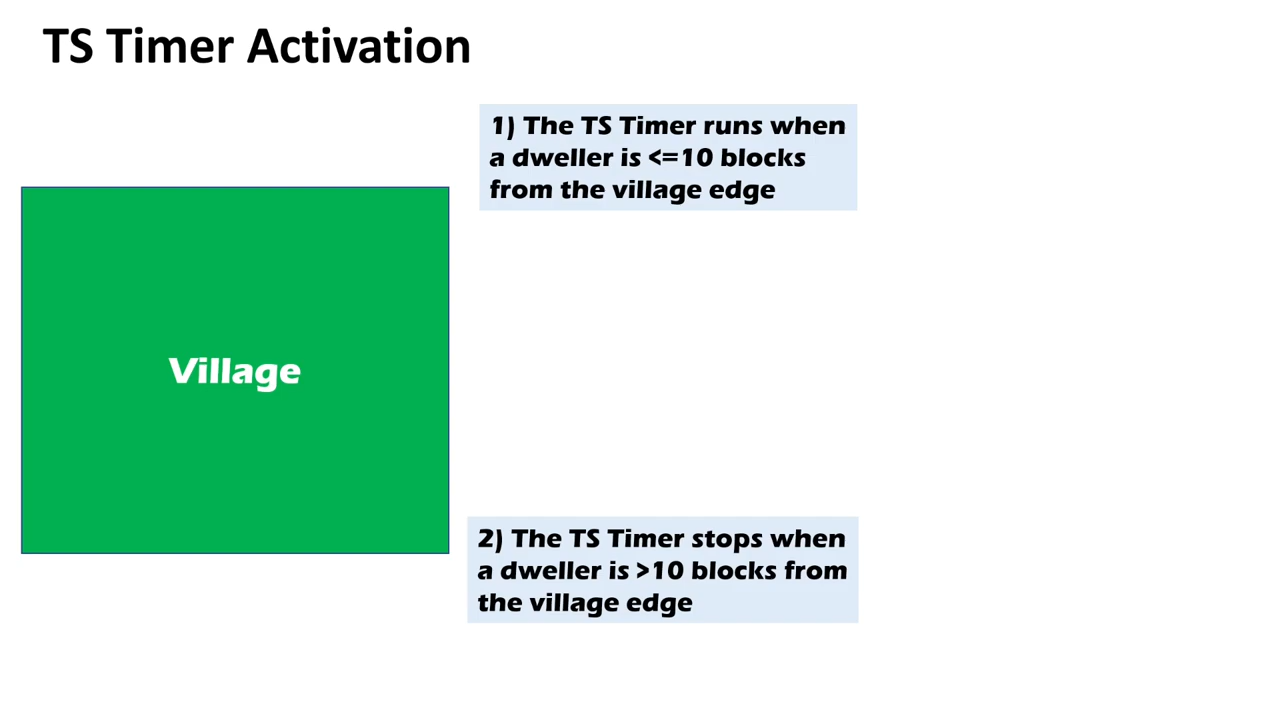 TS Timer Activation
1) The TS Timer runs when
a dweller is <=10 blocks
from the village edge
Village
2) The TS Timer stops when
a dweller is >10 blocks from
the village edge